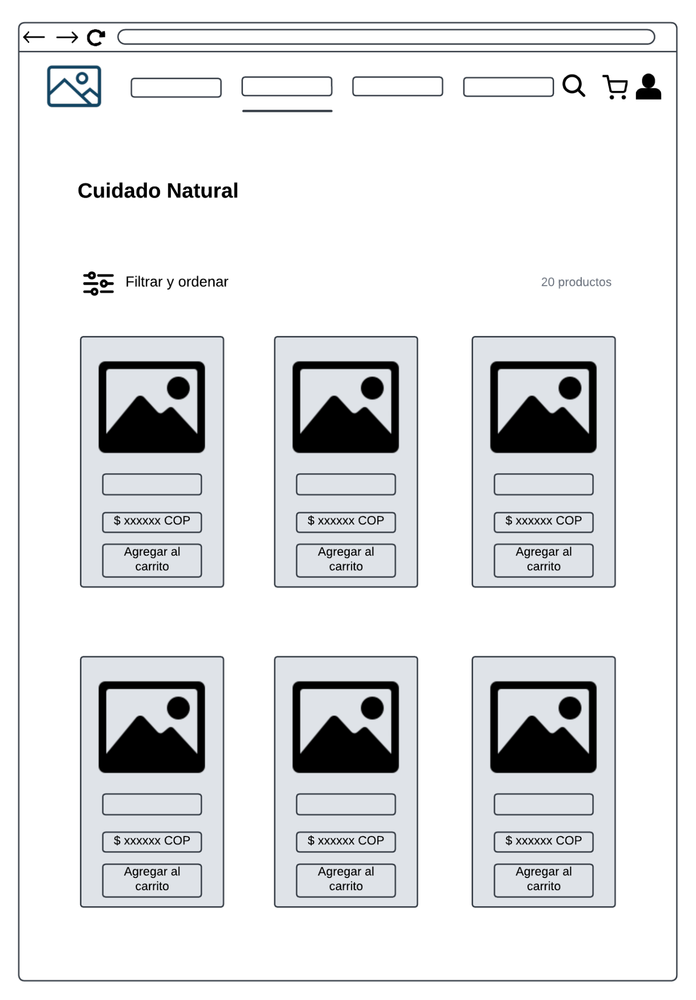 Cuidado Natural
Filtrar y ordenar
20 productos
$ xxxxxx COP
Agregar al
carrito
$ xxxxxx COP
Agregar al
carrito
$ xxxxxx COP
Agregar al
carrito
$ xxxxxx COP
Agregar al
carrito
$ xxxxxx COP
Agregar al
carrito
$ xxxxxx COP
Agregar al
carrito